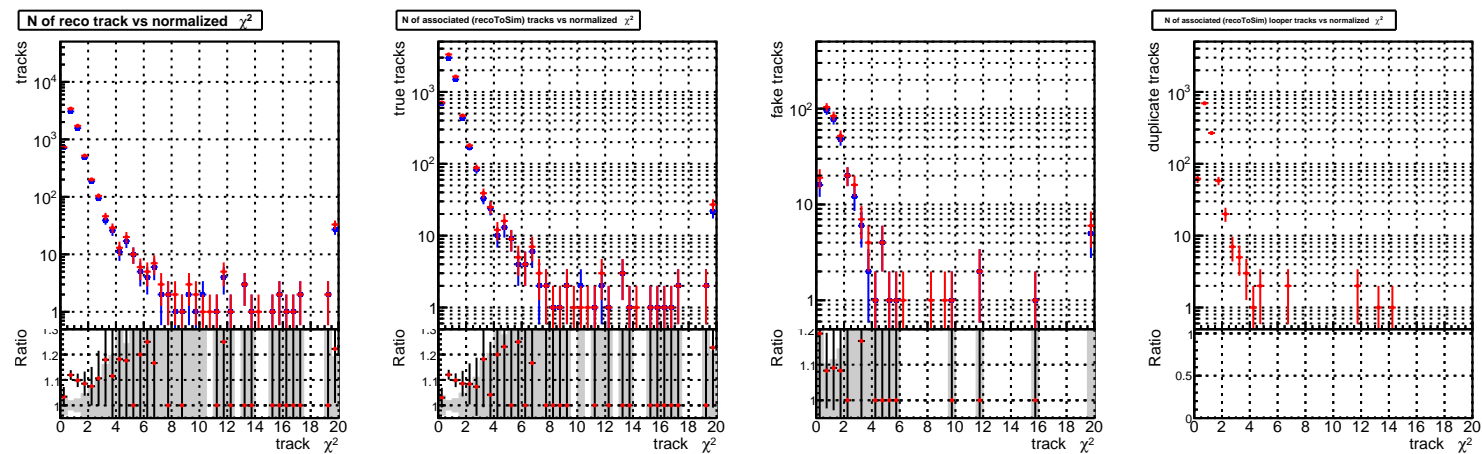 N of reco track vs normalized χ²
tracks
10⁴
10³
10²
10
1
Ratio
1.3
1.2
1.1
1
0 2 4 6 8 10 12 14 16 18 20
track χ²
N of associated (recoToSim) tracks vs normalized χ²
true tracks
10³
10²
10
1
Ratio
1.3
1.2
1.1
1
0 2 4 6 8 10 12 14 16 18 20
track χ²
fake tracks
10²
10
1
Ratio
1.2
1.1
1
0 2 4 6 8 10 12 14 16 18 20
track χ²
N of associated (recoToSim) looper tracks vs normalized χ²
duplicate tracks
10³
10²
10
1
Ratio
1
0.5
0
0 2 4 6 8 10 12 14 16 18 20
track χ²